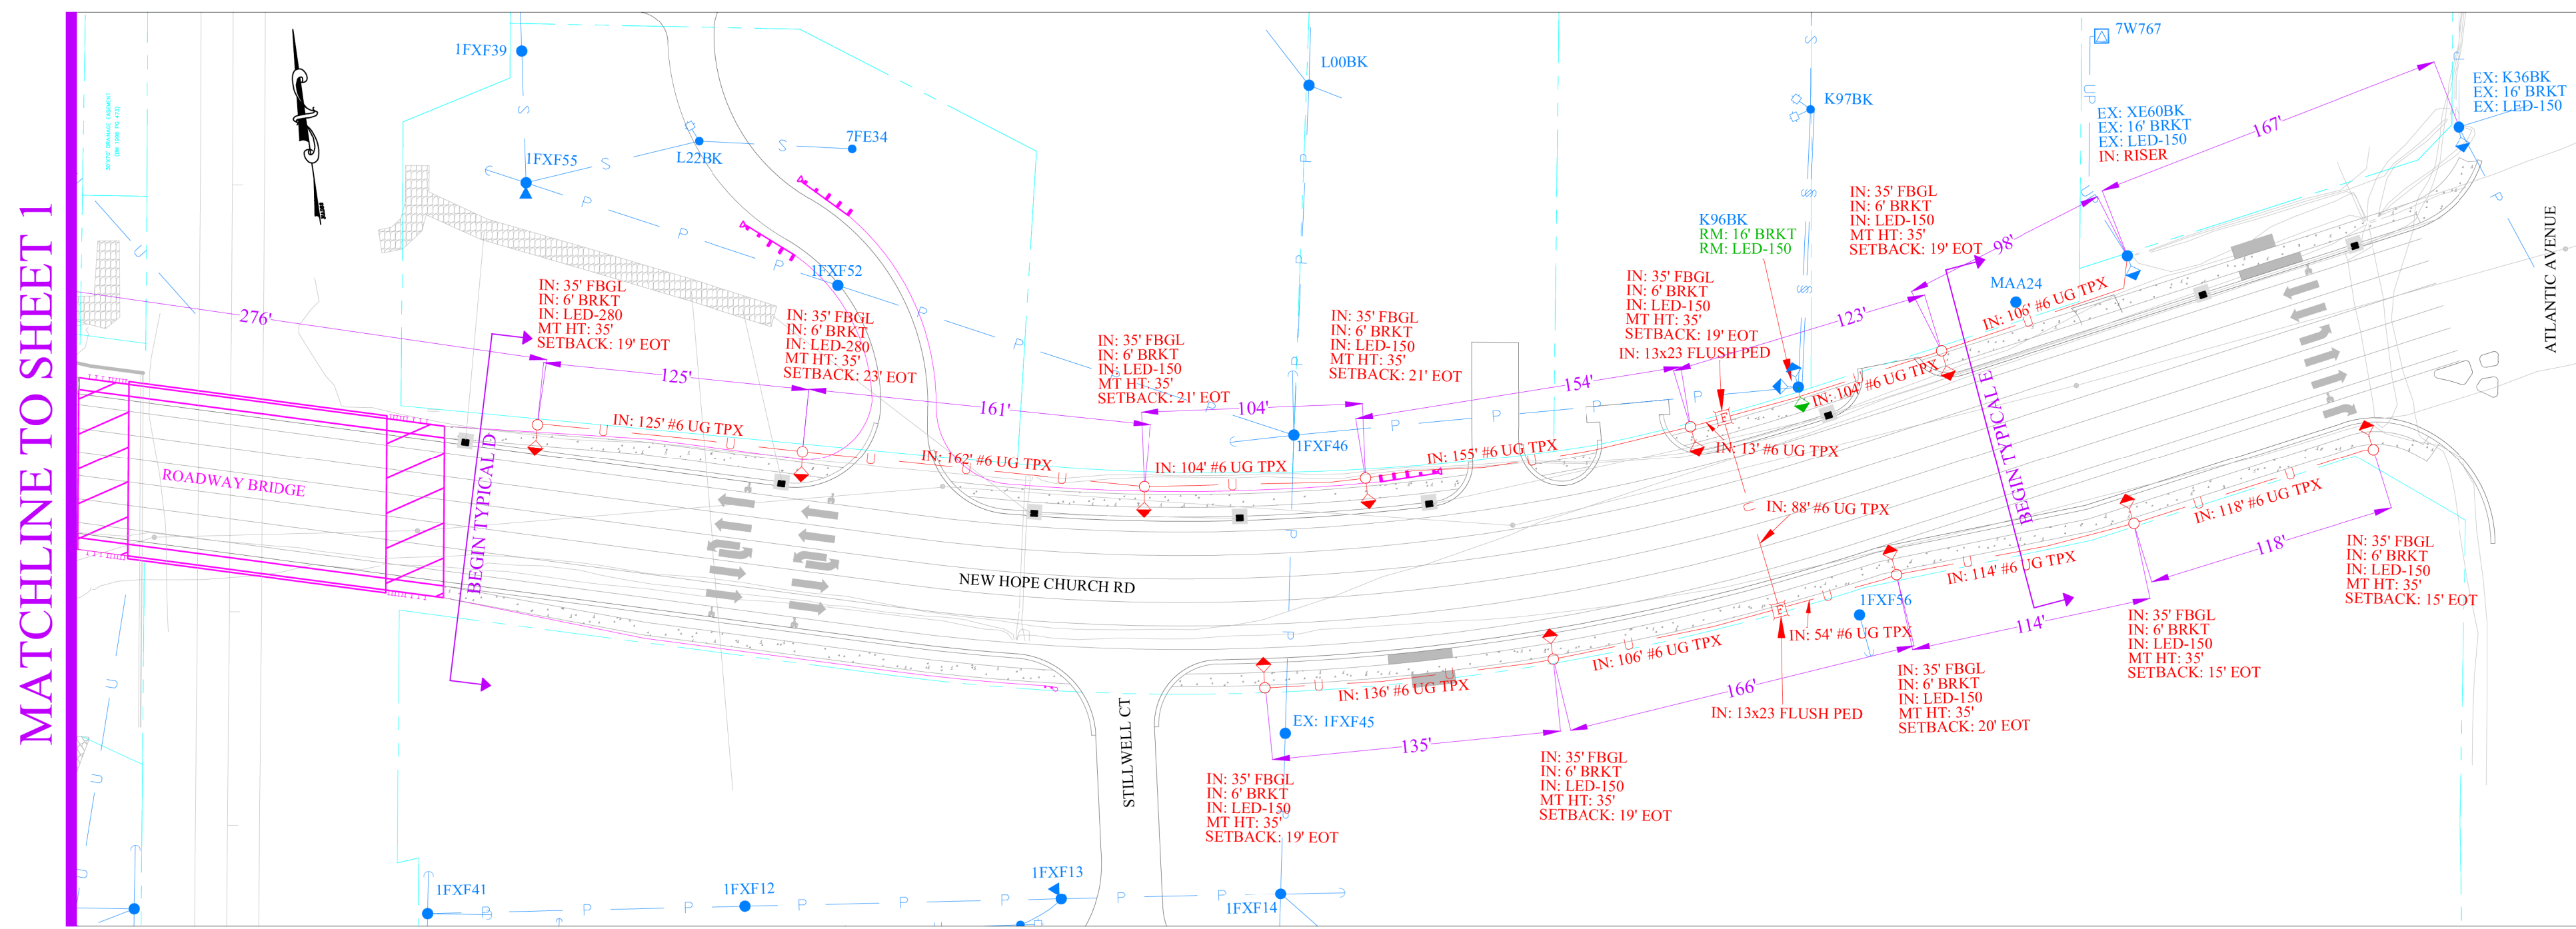 MATCHLINE TO SHEET 1
1FXF39
1FXF55
L22BK
7FE34
1FXF52
L00BK
K97BK
7W767
EX: K36BK
EX: 16' BRKT
EX: LED-150
EX: XE60BK
EX: 16' BRKT
EX: LED-150
IN: RISER
167'
98'
K96BK
RM: 16' BRKT
RM: LED-150
IN: 35' FBGL
IN: 6' BRKT
IN: LED-150
MT HT: 35'
SETBACK: 19' EOT
MAA24
ATLANTIC AVENUE
276'
IN: 35' FBGL
IN: 6' BRKT
IN: LED-280
MT HT: 35'
SETBACK: 19' EOT
125'
IN: 35' FBGL
IN: 6' BRKT
IN: LED-280
MT HT: 35'
SETBACK: 23' EOT
161'
IN: 35' FBGL
IN: 6' BRKT
IN: LED-150
MT HT: 35'
SETBACK: 21' EOT
104'
IN: 35' FBGL
IN: 6' BRKT
IN: LED-150
MT HT: 35'
SETBACK: 21' EOT
154'
IN: 35' FBGL
IN: 6' BRKT
IN: LED-150
MT HT: 35'
SETBACK: 19' EOT
IN: 13x23 FLUSH PED
123'
IN: 106' #6 UG TPX
IN: 104' #6 UG TPX
1FXF46
IN: 125' #6 UG TPX
IN: 162' #6 UG TPX
IN: 104' #6 UG TPX
IN: 155' #6 UG TPX
IN: 13' #6 UG TPX
IN: 88' #6 UG TPX
ROADWAY BRIDGE
BEGIN TYPICAL D
BEGIN TYPICAL E
NEW HOPE CHURCH RD
STILLWELL CT
IN: 118' #6 UG TPX
118'
IN: 114' #6 UG TPX
114'
1FXF56
IN: 54' #6 UG TPX
IN: 106' #6 UG TPX
166'
IN: 13x23 FLUSH PED
IN: 136' #6 UG TPX
EX: 1FXF45
135'
IN: 35' FBGL
IN: 6' BRKT
IN: LED-150
MT HT: 35'
SETBACK: 15' EOT
IN: 35' FBGL
IN: 6' BRKT
IN: LED-150
MT HT: 35'
SETBACK: 15' EOT
IN: 35' FBGL
IN: 6' BRKT
IN: LED-150
MT HT: 35'
SETBACK: 20' EOT
IN: 35' FBGL
IN: 6' BRKT
IN: LED-150
MT HT: 35'
SETBACK: 19' EOT
IN: 35' FBGL
IN: 6' BRKT
IN: LED-150
MT HT: 35'
SETBACK: 19' EOT
1FXF41
1FXF12
1FXF13
1FXF14